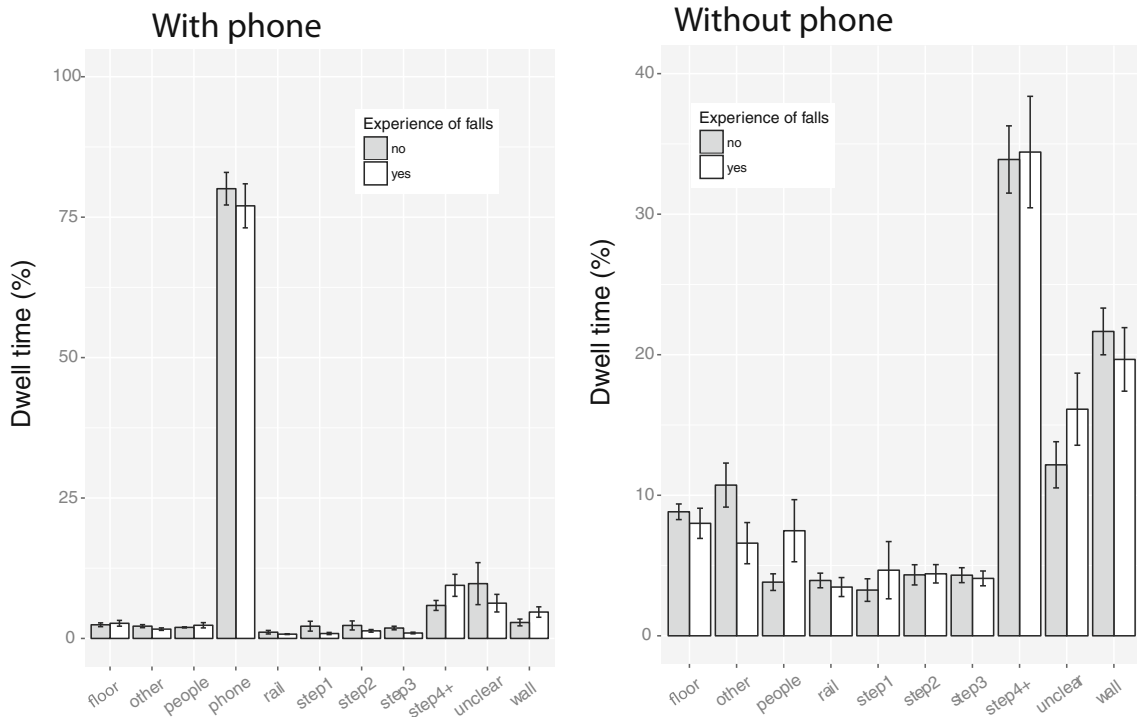 With phone
Without phone
Dwell time (%)
100
75
50
25
0
Experience of falls
no
yes
floor
other
people
phone
rail
step1
step2
step3
step4+
unclear
wall
Dwell time (%)
40
30
20
10
0
Experience of falls
no
yes
floor
other
people
rail
step1
step2
step3
step4+
unclear
wall